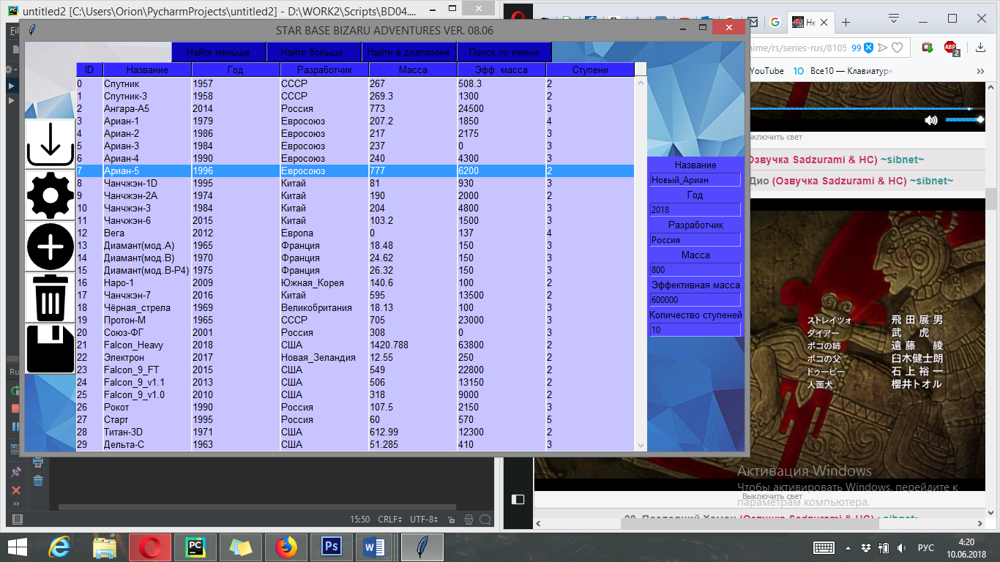 untitled2 [C:\Users\Orion\PycharmProjects\untitled2] - D:\WORK2\Scripts\BD04....
STAR BASE BIZARU ADVENTURES VER. 08.06
Найти меньше Найти больше Найти в диапазоне Поиск по имени
ID Название Год Разработчик Масса Эфф. масса Ступени
0 Спутник 1957 СССР 267 508.3 2
1 Спутник-3 1958 СССР 269.3 1300 2
2 Ангара-А5 2014 Россия 773 24500 3
3 Ариан-1 1979 Евросоюз 207.2 1850 4
4 Ариан-2 1986 Евросоюз 217 2175 3
5 Ариан-3 1984 Евросоюз 237 0 3
6 Ариан-4 1990 Евросоюз 240 4300 3
7 Ариан-5 1996 Евросоюз 777 6200 2
8 Чанчжэн-1D 1995 Китай 81 930 3
9 Чанчжэн-2А 1974 Китай 190 2000 2
10 Чанчжэн-3 1984 Китай 204 4800 3
11 Чанчжэн-6 2015 Китай 103.2 1500 3
12 Вега 2012 Европа 0 137 4
13 Диамант(мод.А) 1965 Франция 18.48 150 3
14 Диамант(мод.В) 1970 Франция 24.62 150 3
15 Диамант(мод.В-Р4) 1975 Франция 26.32 150 3
16 Наро-1 2009 Южная_Корея 140.6 100 2
17 Чанчжэн-7 2016 Китай 595 13500 2
18 Чёрная_стрела 1969 Великобритания 18.13 100 3
19 Протон-М 1965 СССР 705 23000 3
20 Союз-ФГ 2001 Россия 308 0 3
21 Falcon_Heavy 2018 США 1420.788 63800 2
22 Электрон 2017 Новая_Зеландия 12.55 250 2
23 Falcon_9_FT 2015 США 549 22800 2
24 Falcon_9_v1.1 2013 США 506 13150 2
25 Falcon_9_v1.0 2010 США 318 9000 2
26 Рокот 1990 Россия 107.5 2150 3
27 Старт 1995 Россия 60 570 5
28 Титан-3D 1971 США 612.99 12300 2
29 Дельта-С 1963 США 51.285 410 3
Название
Новый_Ариан
Год
2018
Разработчик
Россия
Масса
800
Эффективная масса
600000
Количество ступеней
10
Fi
Ru
15:50 CRLF UTF-8
Не
nime/rs/series-rus/8105 99 ABP 2
YouTube 10 Все10 — Клавиатурн
ыключить свет
(Озвучка Sadzurami & HC) ~sibnet~
Дио (Озвучка Sadzurami & HC) ~sibnet~
ストレイツォ 飛田展男
ダイアー 武虎
ポコの姉 遠藤 綾
ポコの父 臼木健士朗
ドゥービー 石上裕一
人面犬 櫻井トオル
Активация Windows
Чтобы активировать Windows, перейдите к
параметрам компьютера.
Выключить свет
09. Последний Хамон (Озвучка Sadzurami & HC) ~sibnet~
PC Ps W РУС 4:20
10.06.2018